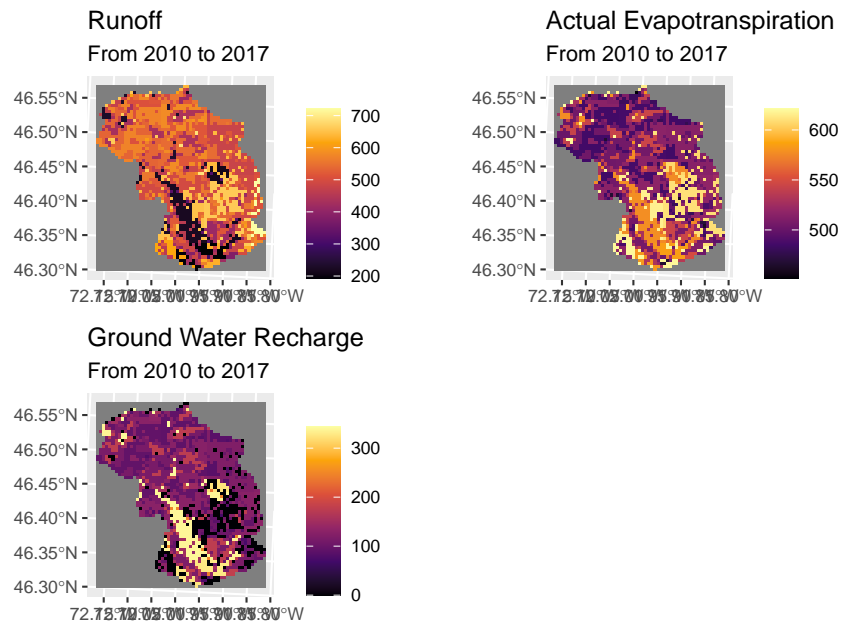 Runoff
From 2010 to 2017
46.55°N
46.50°N
46.45°N
46.40°N
46.35°N
46.30°N
700
600
500
400
300
200
Actual Evapotranspiration
From 2010 to 2017
46.55°N
46.50°N
46.45°N
46.40°N
46.35°N
46.30°N
600
550
500
Ground Water Recharge
From 2010 to 2017
46.55°N
46.50°N
46.45°N
46.40°N
46.35°N
46.30°N
300
200
100
0